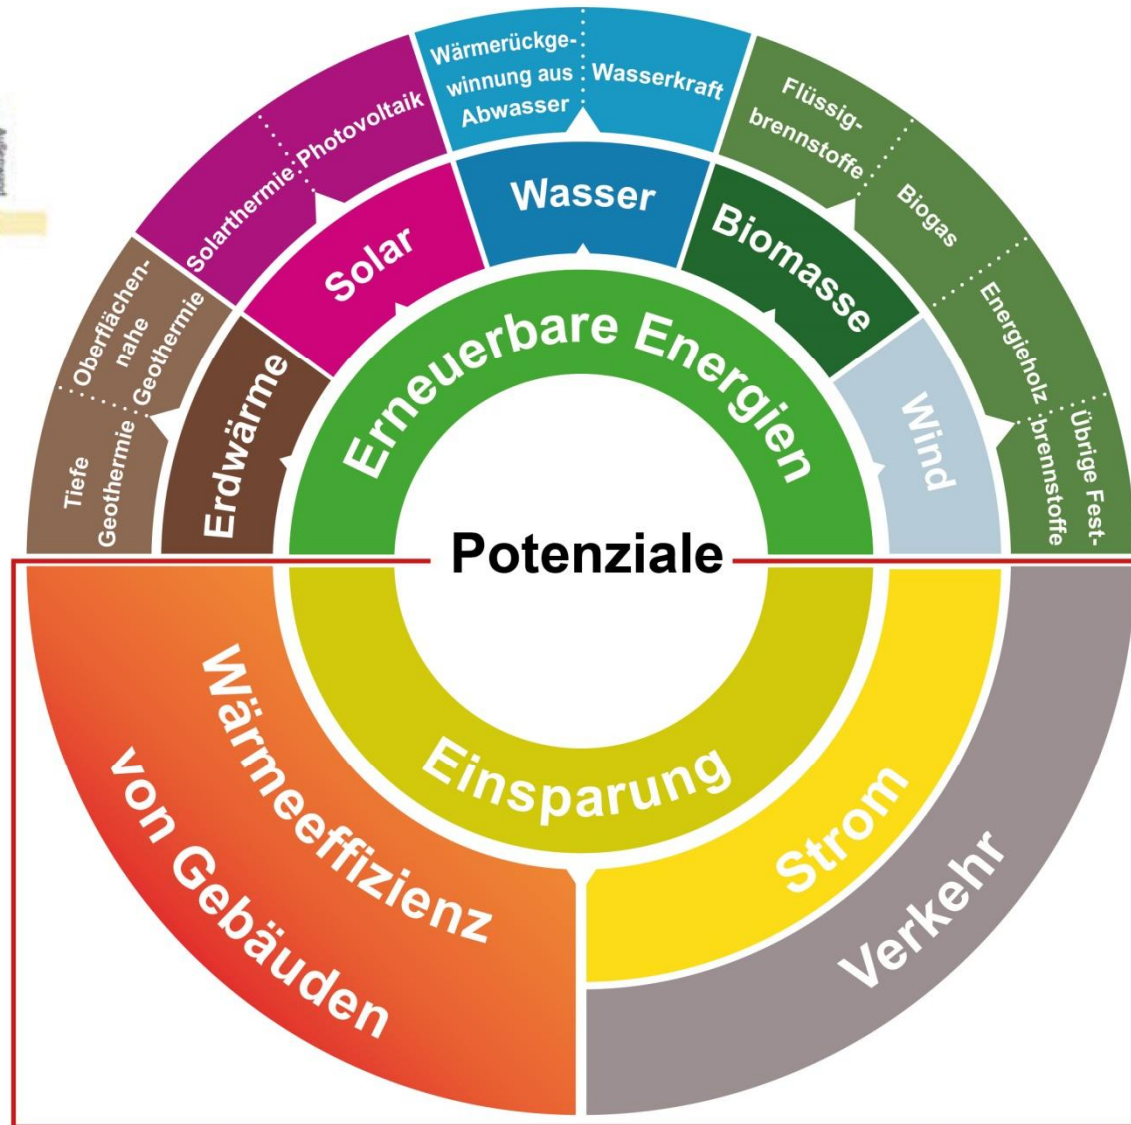 Wärmerückge-
winnung aus
Abwasser
Wasserkraft
Photovoltaik
Solarthermie
Flüssig-
brennstoffe
Biogas
Energieholz
Übrige Fest-
brennstoffe
Oberflächen-
nahe
Geothermie
Tiefe
Geothermie
Erdwärme
Solar
Wasser
Biomasse
Wind
Erneuerbare Energien
Potenziale
Einsparung
Wärmeeffizienz
von Gebäuden
Strom
Verkehr